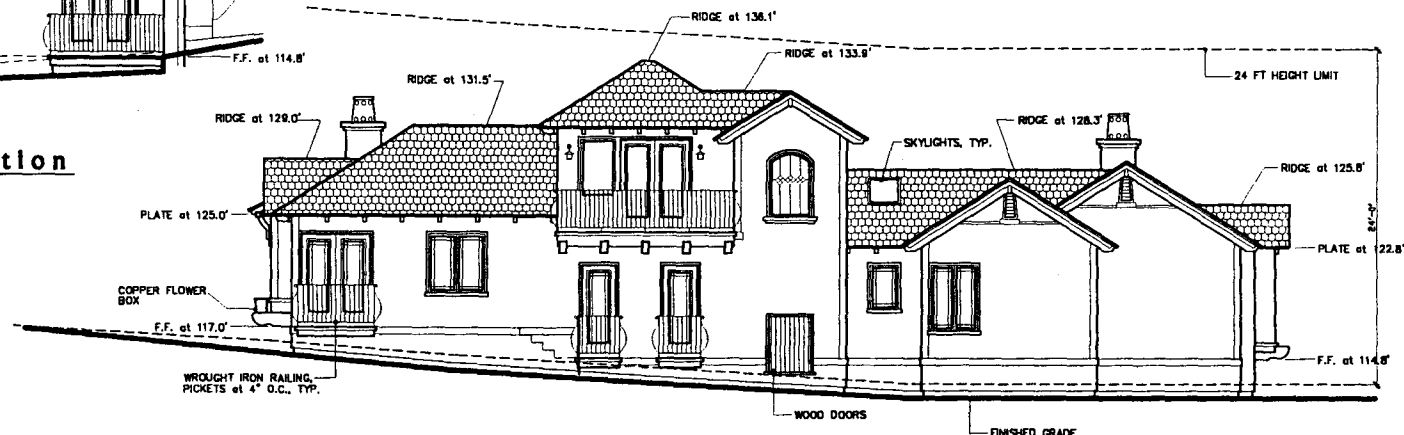 RIDGE at 136.1'
RIDGE at 133.9'
F.F. at 114.8'
24 FT HEIGHT LIMIT
RIDGE at 131.5'
RIDGE at 129.0'
RIDGE at 128.3'
SKYLIGHTS, TYP.
tion
RIDGE at 125.8'
PLATE at 125.0'
24'-0"
PLATE at 122.8'
COPPER FLOWER
BOX
F.F. at 117.0'
F.F. at 114.8'
WROUGHT IRON RAILING,
PICKETS at 4" O.C., TYP.
WOOD DOORS
FINISHED GRADE